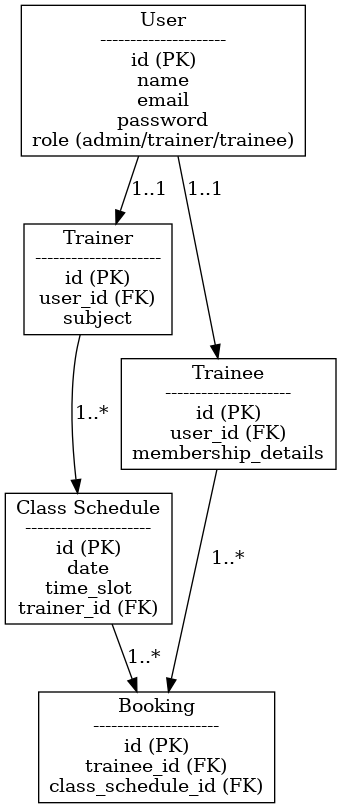 User
---------------------
id (PK)
name
email
password
role (admin/trainer/trainee)
1..1
1..1
Trainer
---------------------
id (PK)
user_id (FK)
subject
Trainee
---------------------
id (PK)
user_id (FK)
membership_details
1..*
Class Schedule
---------------------
id (PK)
date
time_slot
trainer_id (FK)
1..*
1..*
Booking
---------------------
id (PK)
trainee_id (FK)
class_schedule_id (FK)